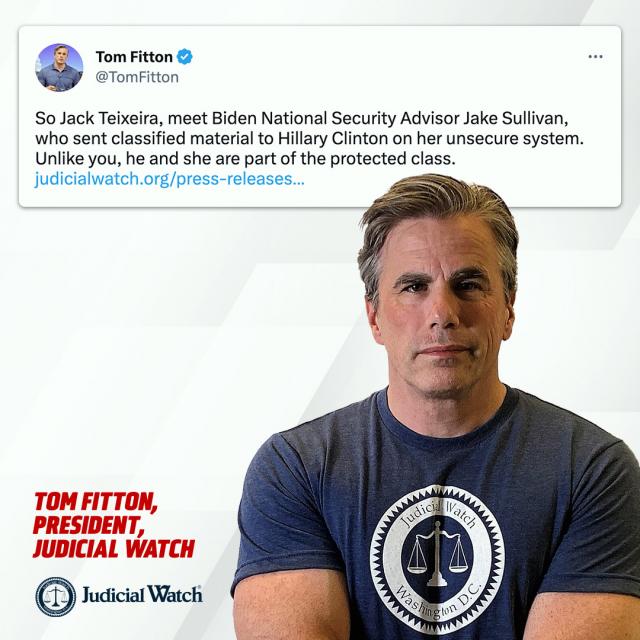 Tom Fitton
@TomFitton
So Jack Teixeira, meet Biden National Security Advisor Jake Sullivan,
who sent classified material to Hillary Clinton on her unsecure system.
Unlike you, he and she are part of the protected class.
judicialwatch.org/press-releases...
Judicial Watch
Washington D.C.
TOM FITTON,
PRESIDENT,
JUDICIAL WATCH
Judicial Watch®